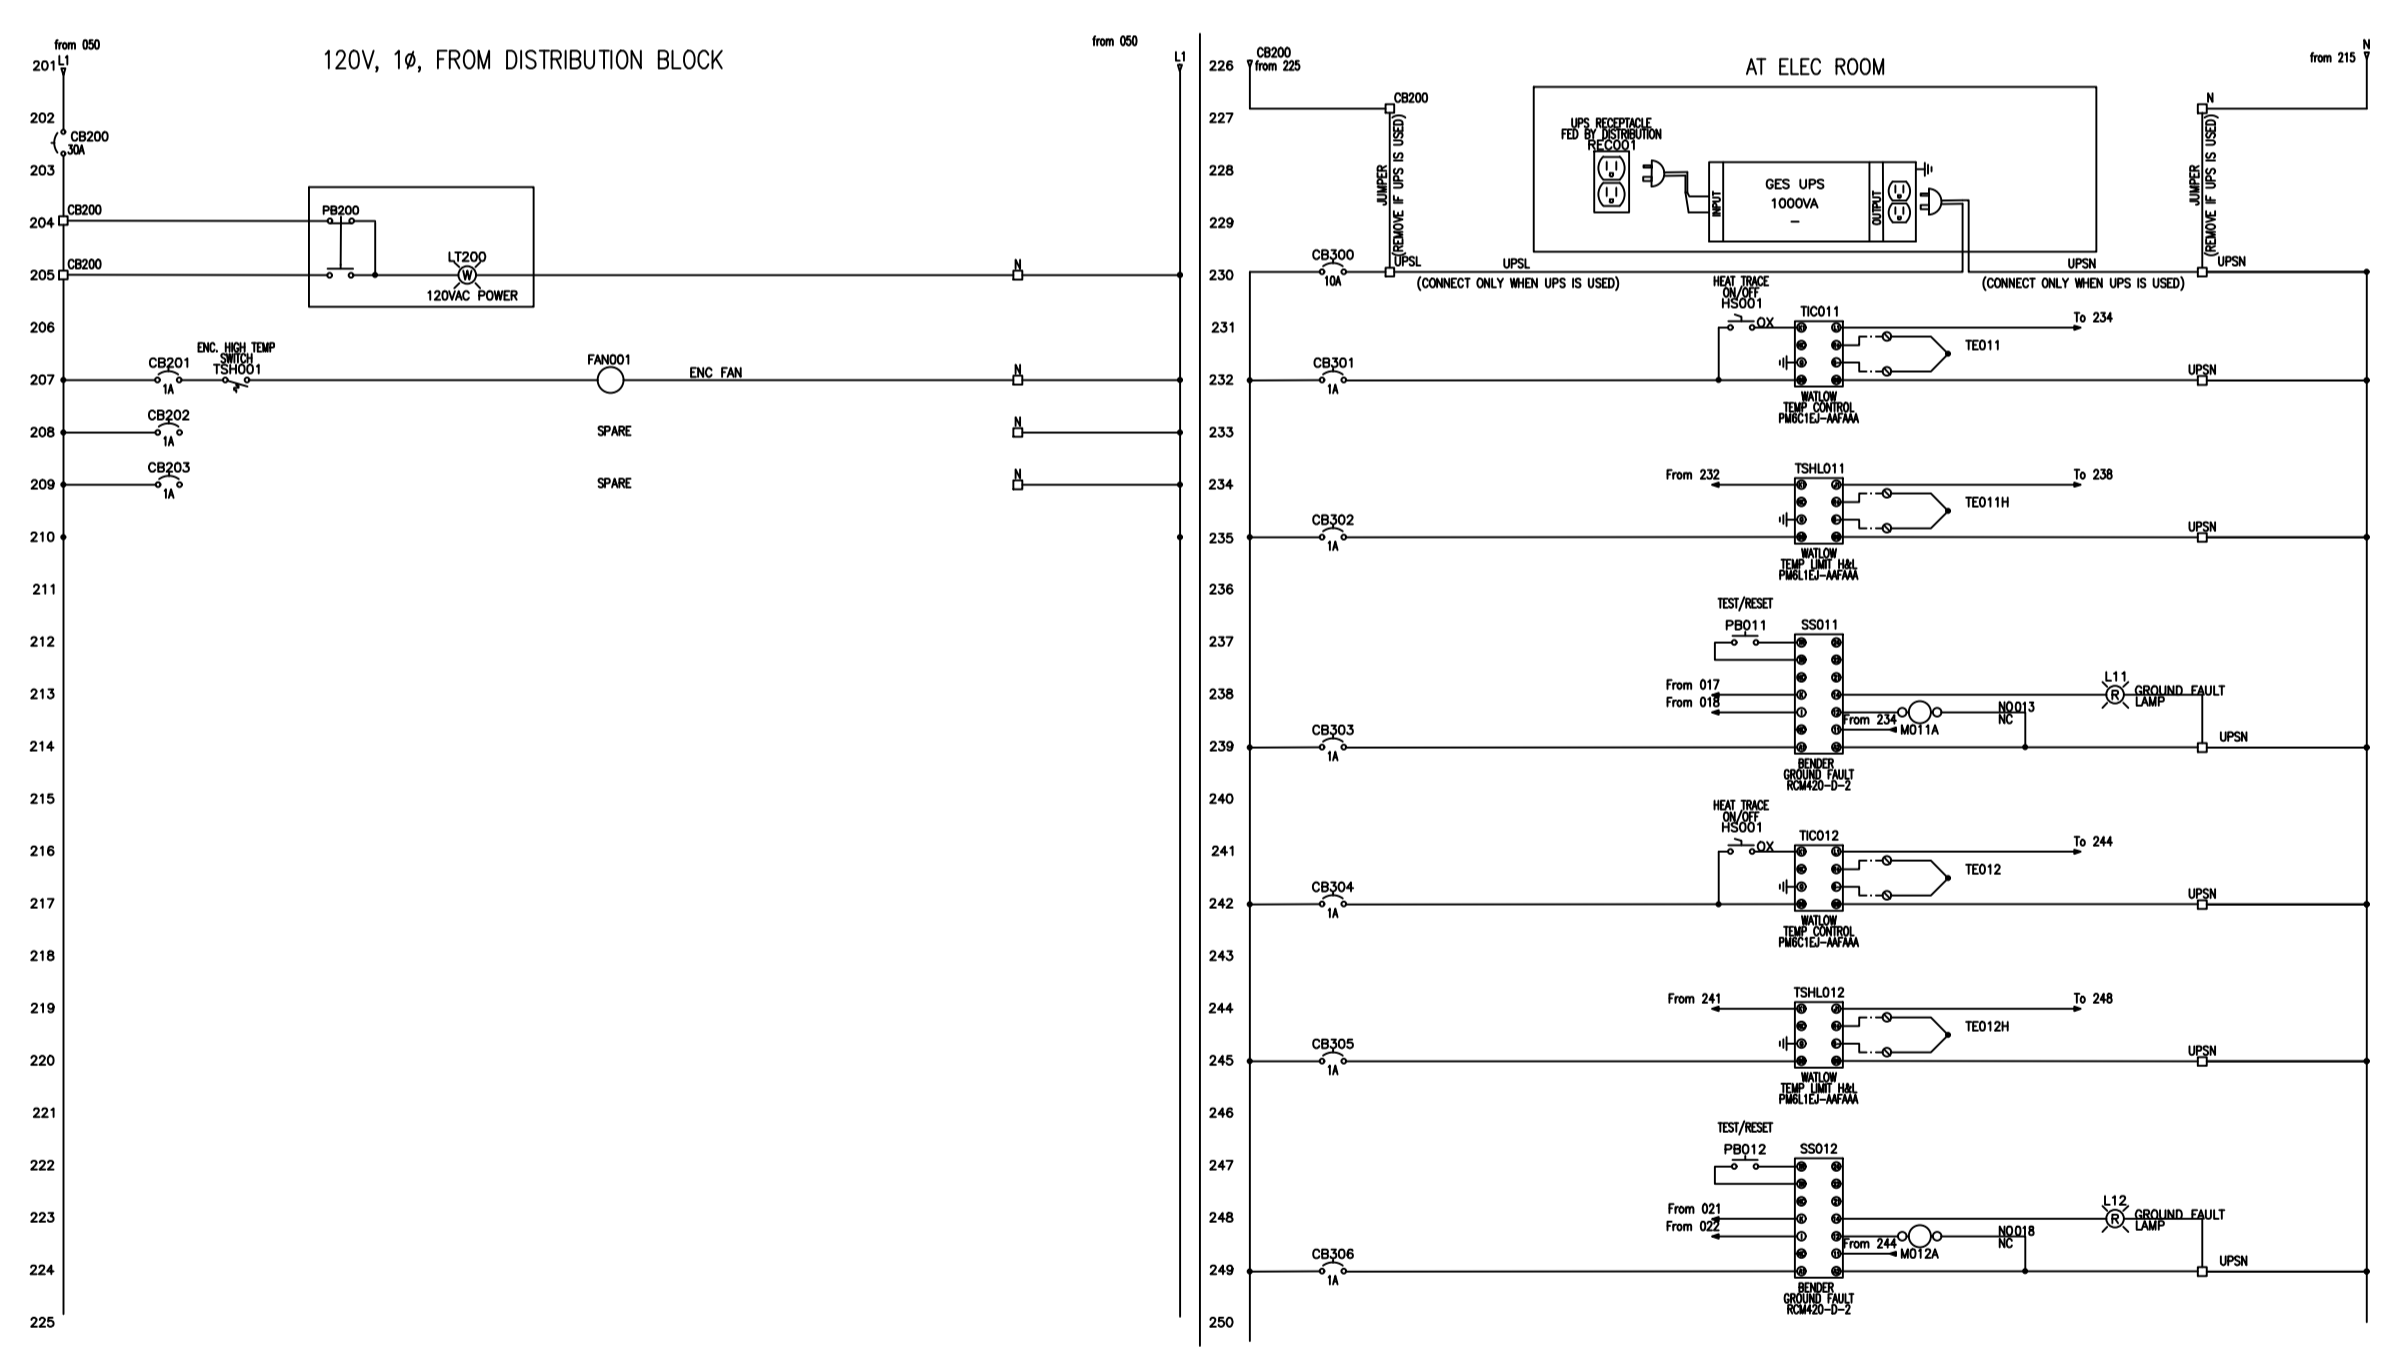 from 050
L1
120V, 1ø, FROM DISTRIBUTION BLOCK
from 050
L1
201
202
CB200
30A
203
204
CB200
PB200
205
CB200
LT200
W
120VAC POWER
N
206
ENC. HIGH TEMP
SWITCH
TSH001
207
CB201
1A
FAN001
ENC FAN
N
208
CB202
1A
SPARE
N
209
CB203
1A
SPARE
N
210
211
212
213
214
215
216
217
218
219
220
221
222
223
224
225
226
CB200
from 225
AT ELEC ROOM
from 215
N
227
CB200
N
JUMPER
(REMOVE IF UPS IS USED)
UPS RECEPTACLE
FED BY DISTRIBUTION
REC001
228
INPUT
GES UPS
1000VA
-
OUTPUT
JUMPER
(REMOVE IF UPS IS USED)
229
230
CB300
10A
UPSL
UPSL
(CONNECT ONLY WHEN UPS IS USED)
UPSN
(CONNECT ONLY WHEN UPS IS USED)
UPSN
HEAT TRACE
ON/OFF
HS001
OX
231
TIC011
To 234
TE011
232
CB301
1A
UPSN
WATLOW
TEMP CONTROL
PM6C1EJ-AAFAAA
233
234
From 232
TSHL011
To 238
TE011H
235
CB302
1A
UPSN
WATLOW
TEMP LIMIT H&L
PM6L1EJ-AAFAAA
236
TEST/RESET
237
PB011
SS011
238
From 017
From 018
L11
R
GROUND FAULT
LAMP
From 234
M011A
NO013
NC
239
CB303
1A
UPSN
BENDER
GROUND FAULT
RCM420-D-2
240
HEAT TRACE
ON/OFF
HS001
OX
241
TIC012
To 244
TE012
242
CB304
1A
UPSN
WATLOW
TEMP CONTROL
PM6C1EJ-AAFAAA
243
244
From 241
TSHL012
To 248
TE012H
245
CB305
1A
UPSN
WATLOW
TEMP LIMIT H&L
PM6L1EJ-AAFAAA
246
TEST/RESET
247
PB012
SS012
248
From 021
From 022
L12
R
GROUND FAULT
LAMP
From 244
M012A
NO018
NC
249
CB306
1A
UPSN
BENDER
GROUND FAULT
RCM420-D-2
250